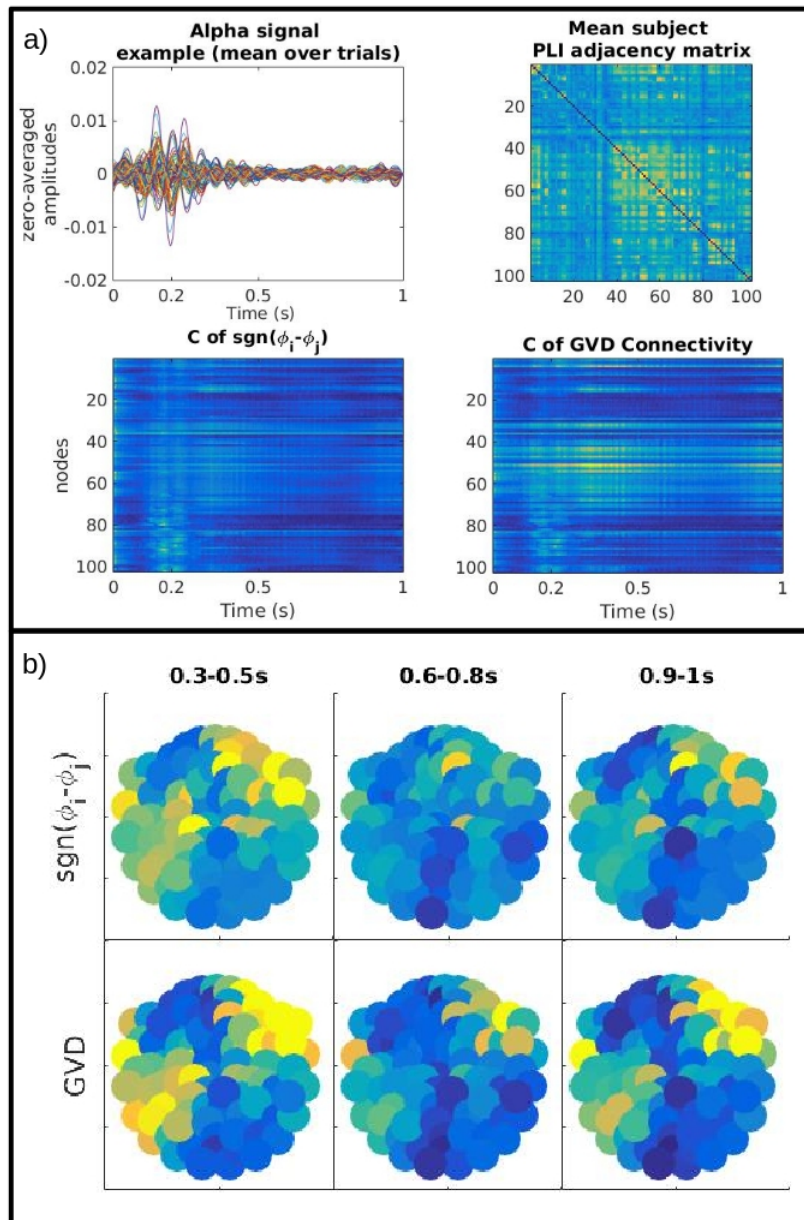 a)
Alpha signal
example (mean over trials)
0.02
0.01
0
-0.01
-0.02
zero-averaged
amplitudes
0 0.2 0.5 1
Time (s)
Mean subject
PLI adjacency matrix
20
40
60
80
100
20 40 60 80 100
C of sgn(ϕi-ϕj)
20
40
60
80
100
nodes
0 0.2 0.5 1
Time (s)
C of GVD Connectivity
20
40
60
80
100
0 0.2 0.5 1
Time (s)
b)
0.3-0.5s 0.6-0.8s 0.9-1s
sgn(ϕi-ϕj)
GVD